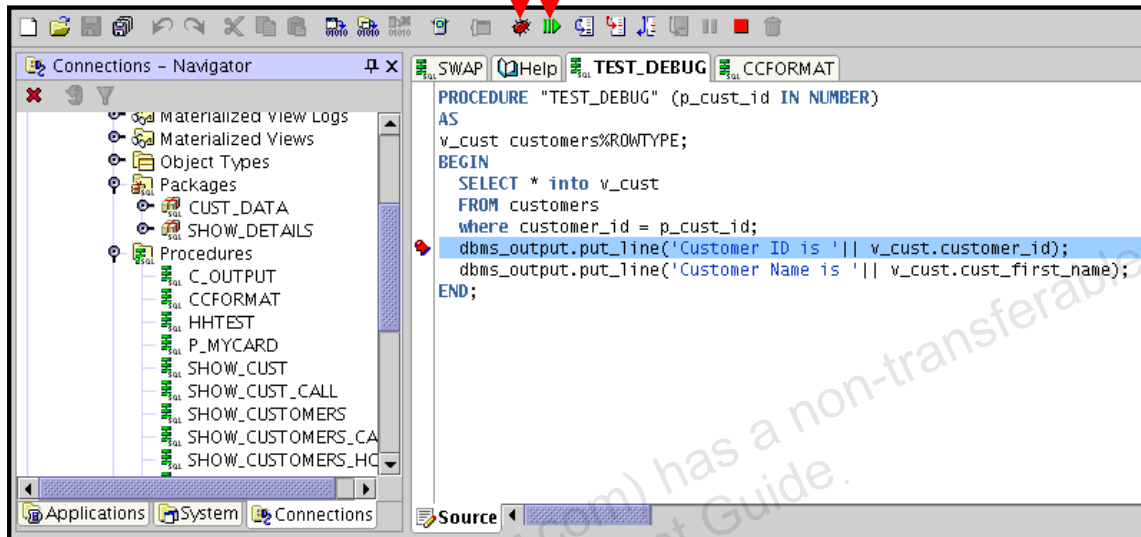 Connections - Navigator
Materialized View Logs
Materialized Views
Object Types
Packages
CUST_DATA
SHOW_DETAILS
Procedures
C_OUTPUT
CCFORMAT
HHTEST
P_MYCARD
SHOW_CUST
SHOW_CUST_CALL
SHOW_CUSTOMERS
SHOW_CUSTOMERS_CA
SHOW_CUSTOMERS_HC
Applications System Connections
SWAP Help TEST_DEBUG CCFORMAT
PROCEDURE "TEST_DEBUG" (p_cust_id IN NUMBER)
AS
v_cust customers%ROWTYPE;
BEGIN
SELECT * into v_cust
FROM customers
where customer_id = p_cust_id;
dbms_output.put_line('Customer ID is '|| v_cust.customer_id);
dbms_output.put_line('Customer Name is '|| v_cust.cust_first_name);
END;
Source
com) has a non-transferable
Guide.